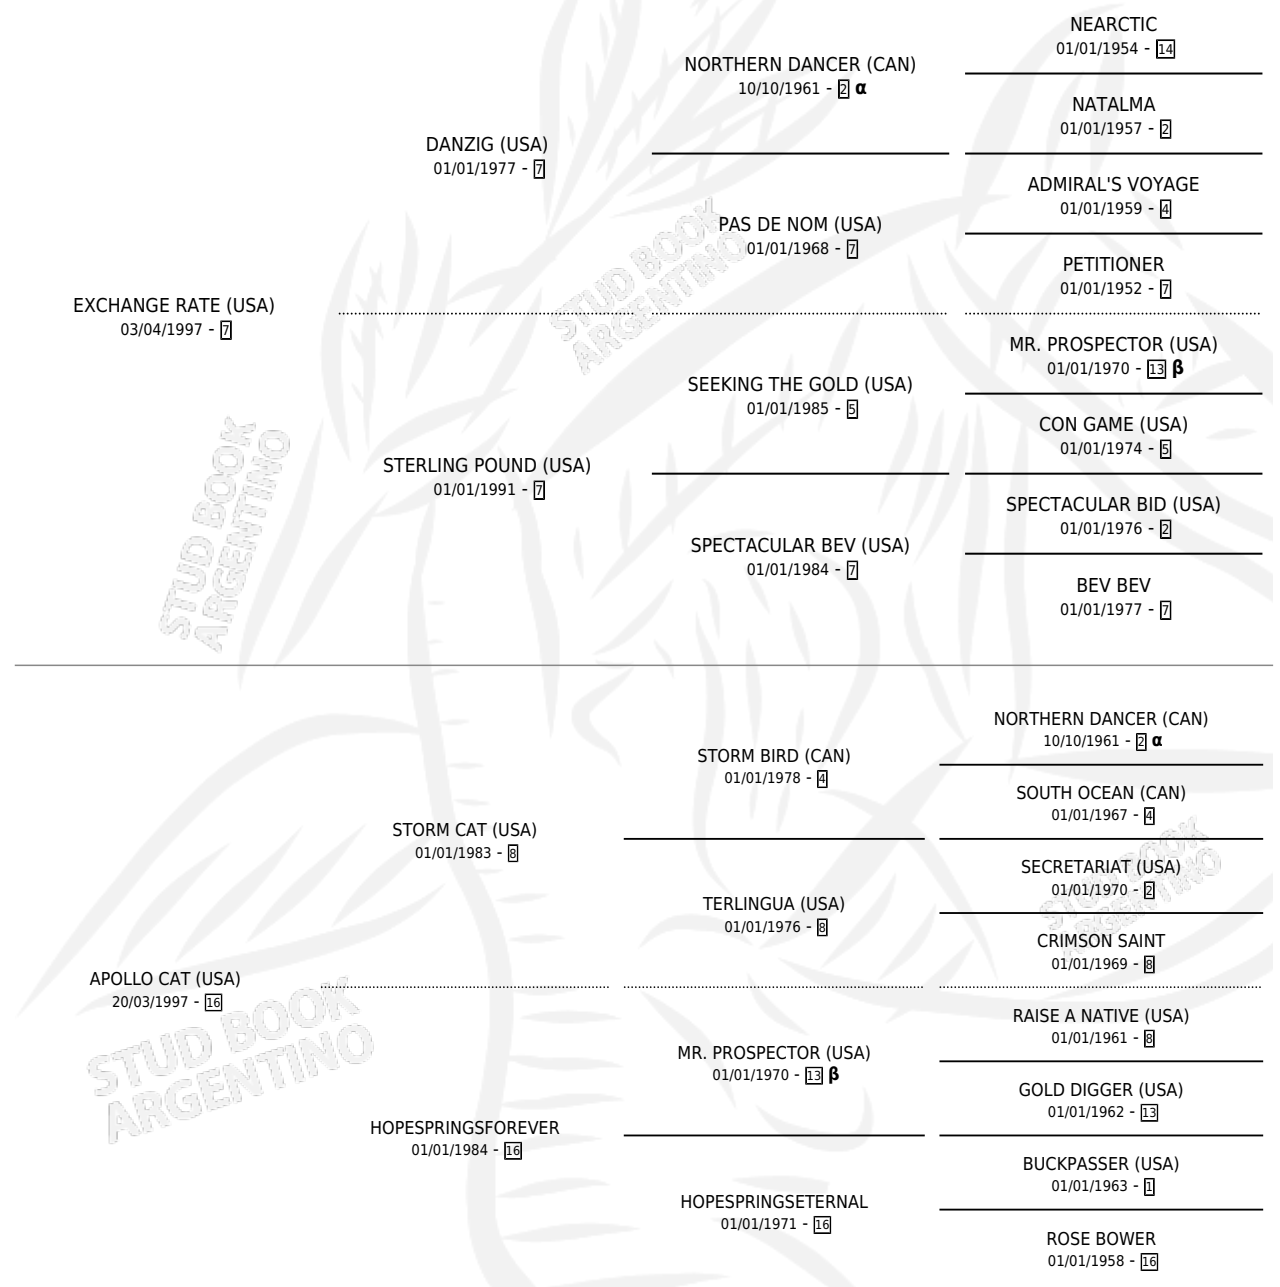 NEARCTIC
01/01/1954 - 14
NORTHERN DANCER (CAN)
10/10/1961 - 2 α
NATALMA
01/01/1957 - 2
DANZIG (USA)
01/01/1977 - 7
ADMIRAL'S VOYAGE
01/01/1959 - 4
PAS DE NOM (USA)
01/01/1968 - 7
PETITIONER
01/01/1952 - 7
EXCHANGE RATE (USA)
03/04/1997 - 7
MR. PROSPECTOR (USA)
01/01/1970 - 13 β
SEEKING THE GOLD (USA)
01/01/1985 - 5
CON GAME (USA)
01/01/1974 - 5
STERLING POUND (USA)
01/01/1991 - 7
SPECTACULAR BID (USA)
01/01/1976 - 2
SPECTACULAR BEV (USA)
01/01/1984 - 7
BEV BEV
01/01/1977 - 7
NORTHERN DANCER (CAN)
10/10/1961 - 2 α
STORM BIRD (CAN)
01/01/1978 - 4
SOUTH OCEAN (CAN)
01/01/1967 - 4
STORM CAT (USA)
01/01/1983 - 8
SECRETARIAT (USA)
01/01/1970 - 2
TERLINGUA (USA)
01/01/1976 - 8
CRIMSON SAINT
01/01/1969 - 8
APOLLO CAT (USA)
20/03/1997 - 16
RAISE A NATIVE (USA)
01/01/1961 - 8
MR. PROSPECTOR (USA)
01/01/1970 - 13 β
GOLD DIGGER (USA)
01/01/1962 - 13
HOPESPRINGSFOREVER
01/01/1984 - 16
BUCKPASSER (USA)
01/01/1963 - 1
HOPESPRINGSETERNAL
01/01/1971 - 16
ROSE BOWER
01/01/1958 - 16
STUD BOOK
ARGENTINO
STUD BOOK
ARGENTINO
STUD BOOK
ARGENTINO
STUD BOOK
ARGENTINO